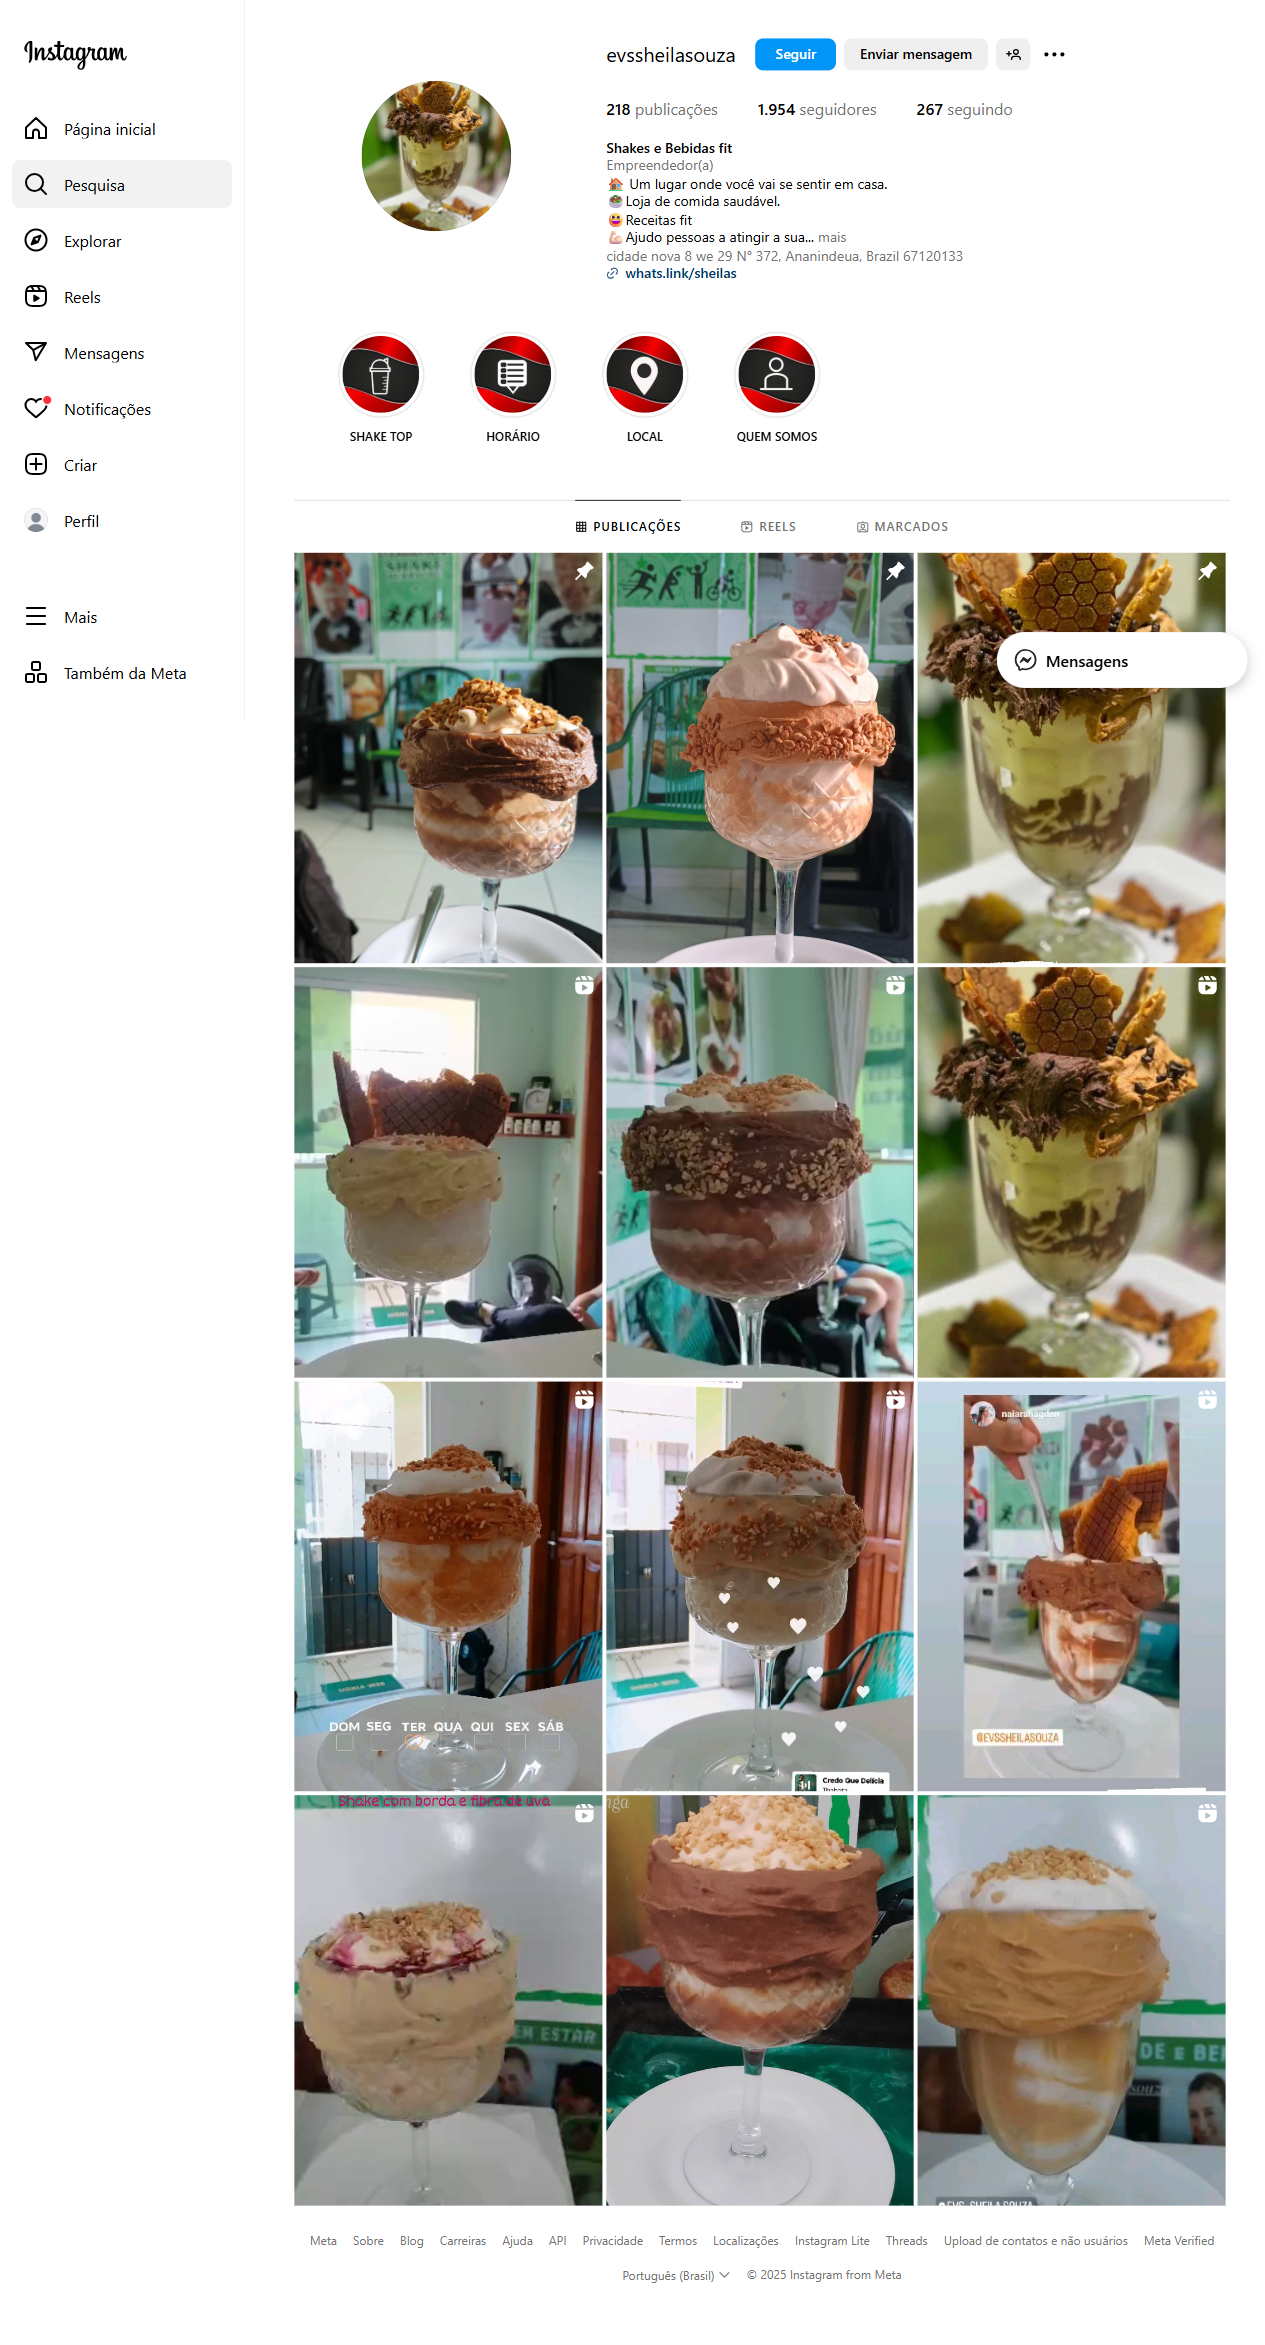 Instagram
Página inicial
Pesquisa
Explorar
Reels
Mensagens
Notificações
Criar
Perfil
Mais
Também da Meta
evssheilasouza
Seguir
Enviar mensagem
218 publicações
1.954 seguidores
267 seguindo
Shakes e Bebidas fit
Empreendedor(a)
🏠 Um lugar onde você vai se sentir em casa.
🥗Loja de comida saudável.
😃Receitas fit
💪🏻Ajudo pessoas a atingir a sua... mais
cidade nova 8 we 29 N° 372, Ananindeua, Brazil 67120133
whats.link/sheilas
SHAKE TOP
HORÁRIO
LOCAL
QUEM SOMOS
PUBLICAÇÕES
REELS
MARCADOS
SHAKE
Mensagens
DOM SEG TER QUA QUI SEX SÁB
Credo Que Delícia
naiarahagdon
@EVSSHEILASOUZA
Shake com borda e fibra de uva
EM ESTAR
DE E BE
Meta
Sobre
Blog
Carreiras
Ajuda
API
Privacidade
Termos
Localizações
Instagram Lite
Threads
Upload de contatos e não usuários
Meta Verified
Português (Brasil)
© 2025 Instagram from Meta